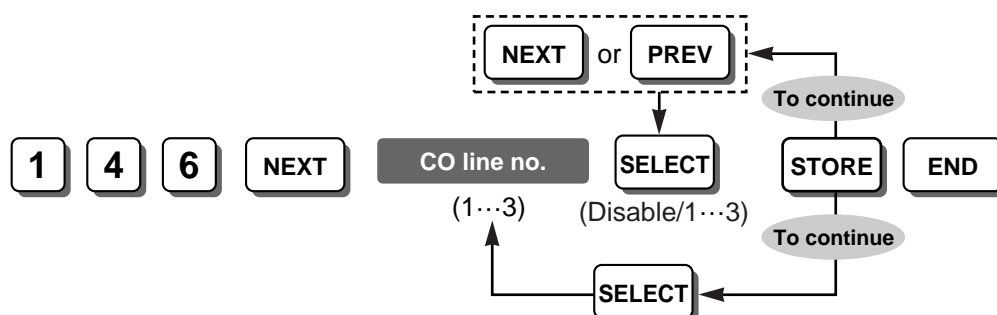 NEXT or PREV
To continue
1 4 6 NEXT CO line no. SELECT STORE END
(1···3) (Disable/1···3)
To continue
SELECT